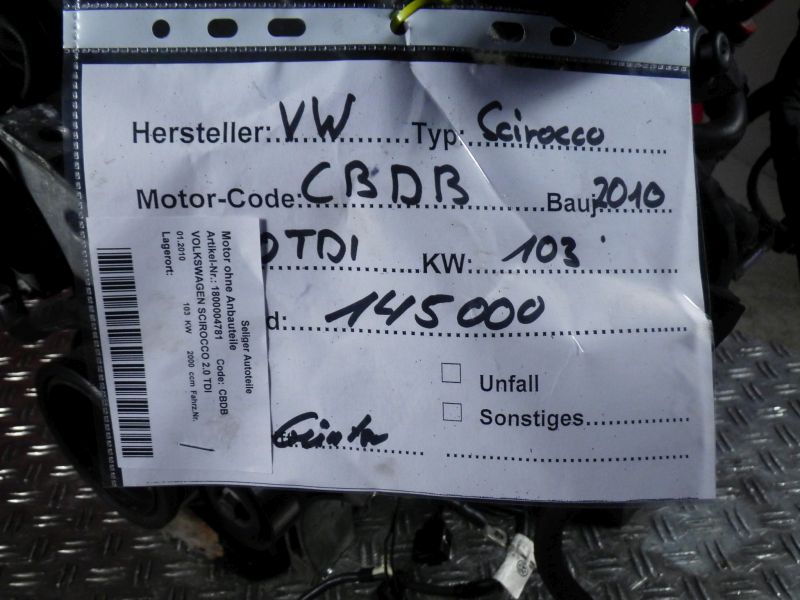 Hersteller: VW Typ: Scirocco
Motor-Code: CBDB Bauj. 2010
0 TDI KW: 103
d: 145000
Unfall
Sonstiges
Seliger Autoteile
Motor ohne Anbauteile
Artikel-Nr.: 1800004781 Code: CBDB
VOLKSWAGEN SCIROCCO 2.0 TDI
01.2010 103 KW 2000 ccm Fahrz.Nr.
Lagerort: